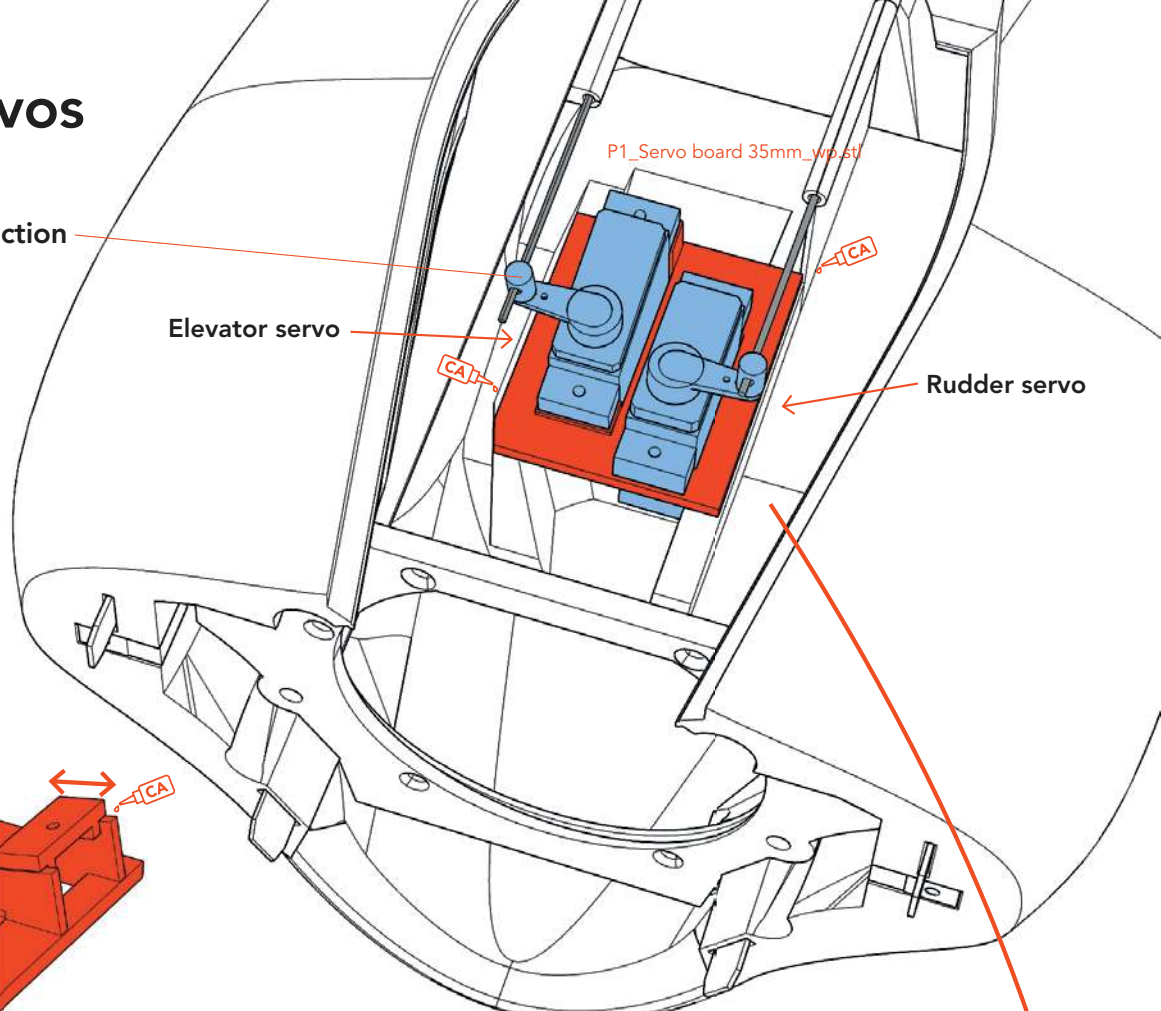 vos
P1_Servo board 35mm_wp.stl
ction
CA
Elevator servo
CA
Rudder servo
CA